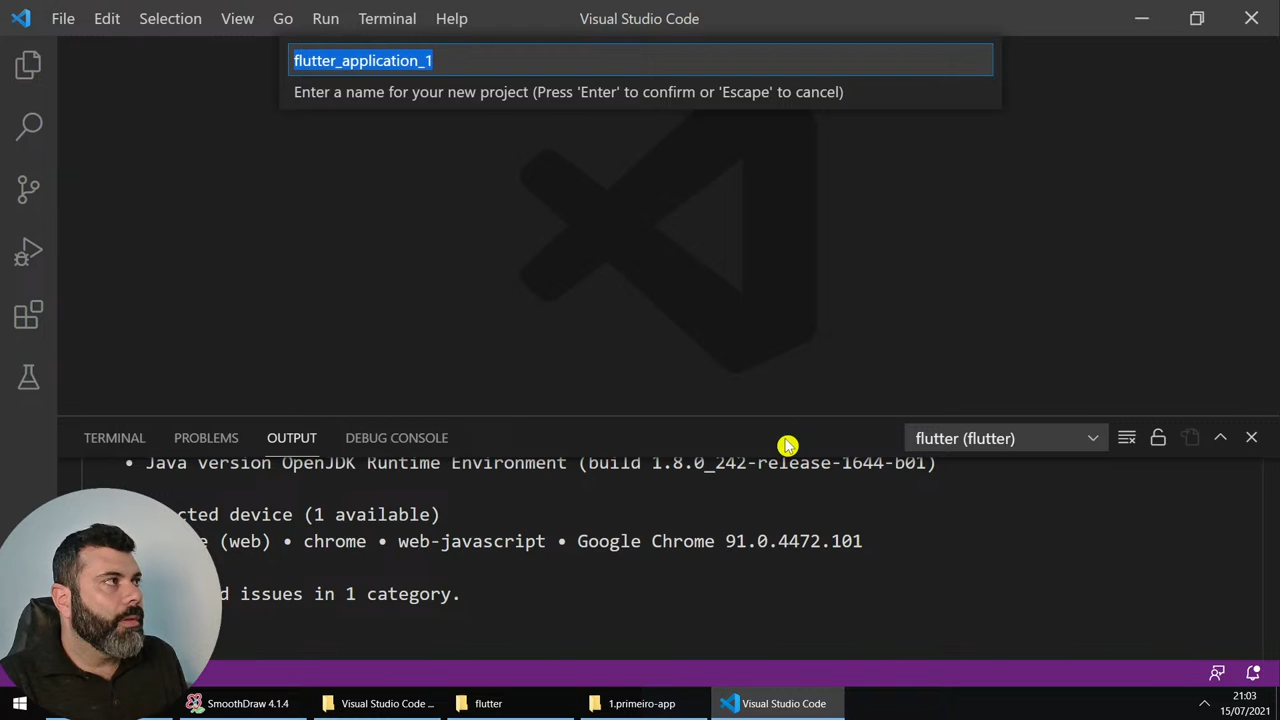 File Edit Selection View Go Run Terminal Help Visual Studio Code
flutter_application_1
Enter a name for your new project (Press 'Enter' to confirm or 'Escape' to cancel)
TERMINAL PROBLEMS OUTPUT DEBUG CONSOLE flutter (flutter)
• Java version OpenJDK Runtime Environment (build 1.8.0_242-release-1644-b01)
device (1 available)
(web) • chrome • web-javascript • Google Chrome 91.0.4472.101
issues in 1 category.
SmoothDraw 4.1.4 Visual Studio Code ... flutter 1.primeiro-app Visual Studio Code 21:03
15/07/2021